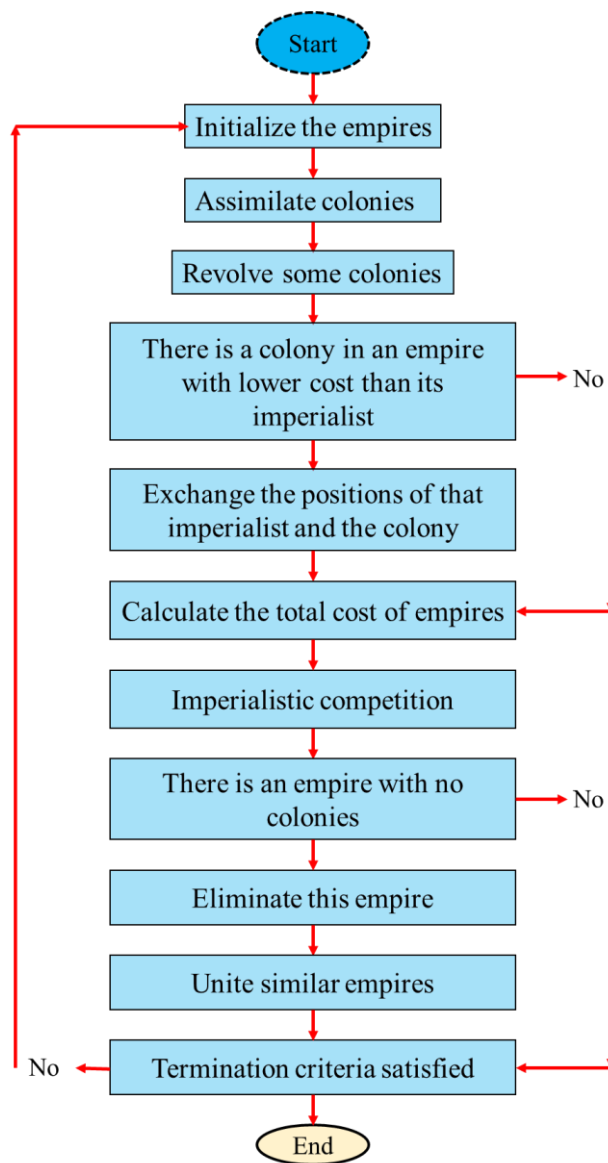 Start
Initialize the empires
Assimilate colonies
Revolve some colonies
There is a colony in an empire
with lower cost than its
imperialist
No
Exchange the positions of that
imperialist and the colony
Calculate the total cost of empires
Imperialistic competition
There is an empire with no
colonies
No
Eliminate this empire
Unite similar empires
No
Termination criteria satisfied
End